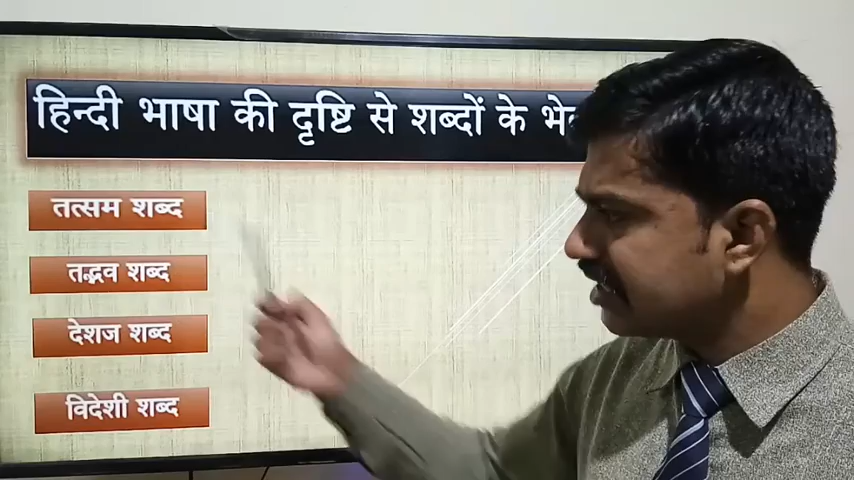 हिन्दी भाषा की दृष्टि से शब्दों के
तत्सम शब्द
तद्भव शब्द
देशज शब्द
विदेशी शब्द